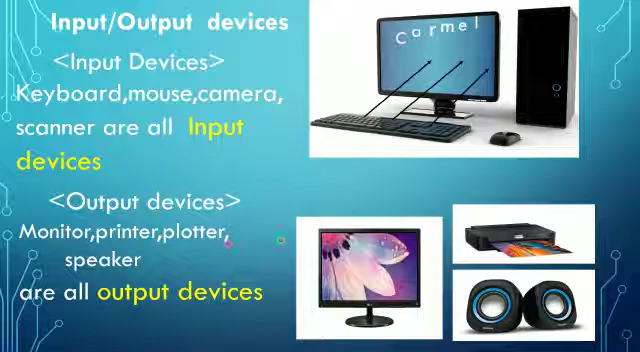 Input/Output devices
<Input Devices>
Keyboard,mouse,camera,
scanner are all Input
devices
<Output devices>
Monitor,printer,plotter,
speaker
are all output devices
Carmel